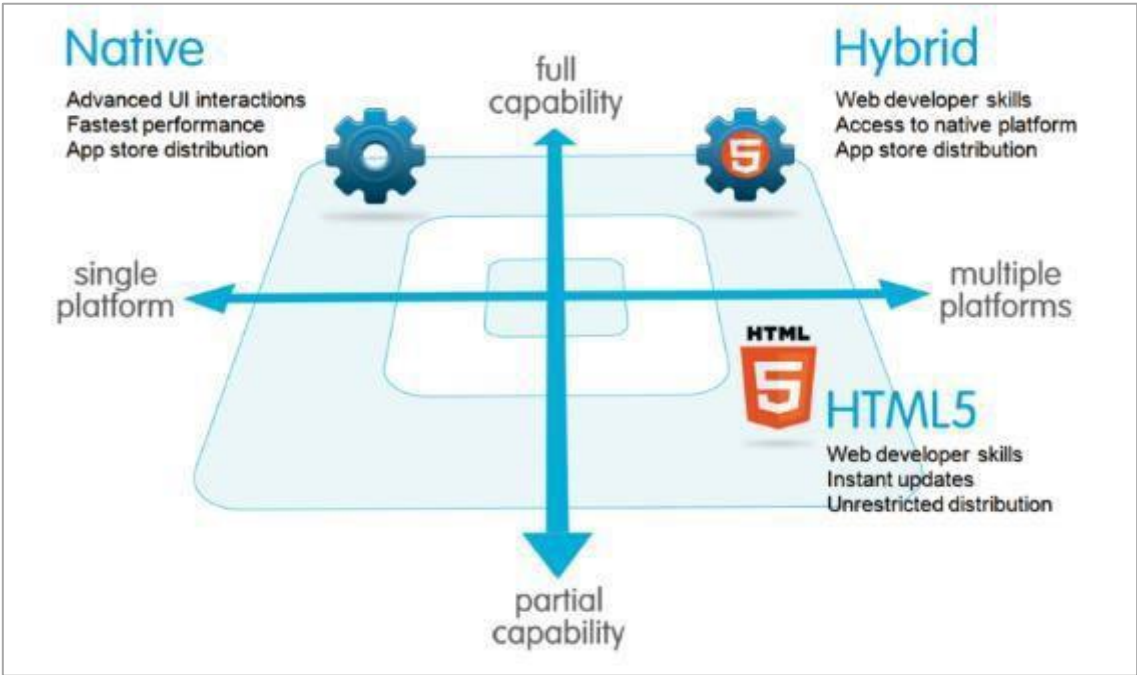 Native
Advanced UI interactions
Fastest performance
App store distribution
full
capability
Hybrid
Web developer skills
Access to native platform
App store distribution
5
single
platform
multiple
platforms
HTML
5
HTML5
Web developer skills
Instant updates
Unrestricted distribution
partial
capability